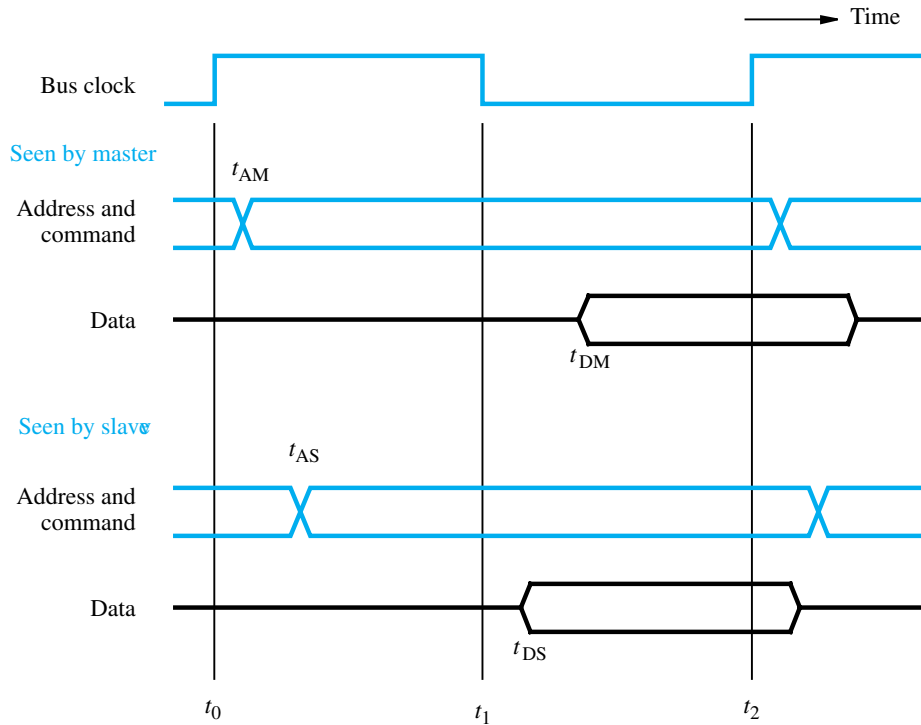 Time
Bus clock
Seen by master
tAM
Address and
command
Data
tDM
Seen by slave
tAS
Address and
command
Data
tDS
t0
t1
t2